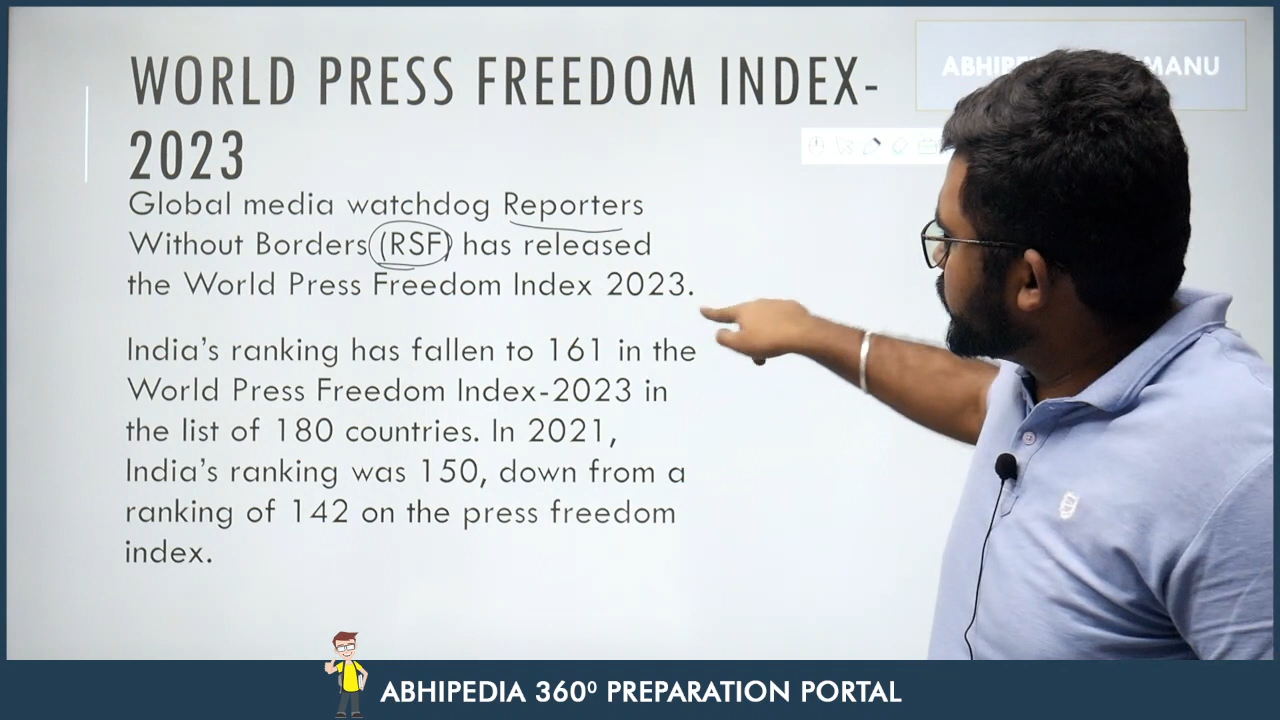 WORLD PRESS FREEDOM INDEX-
2023
Global media watchdog Reporters
Without Borders (RSF) has released
the World Press Freedom Index 2023.
India's ranking has fallen to 161 in the
World Press Freedom Index-2023 in
the list of 180 countries. In 2021,
India's ranking was 150, down from a
ranking of 142 on the press freedom
index.
MANU
ABHIPEDIA 360⁰ PREPARATION PORTAL